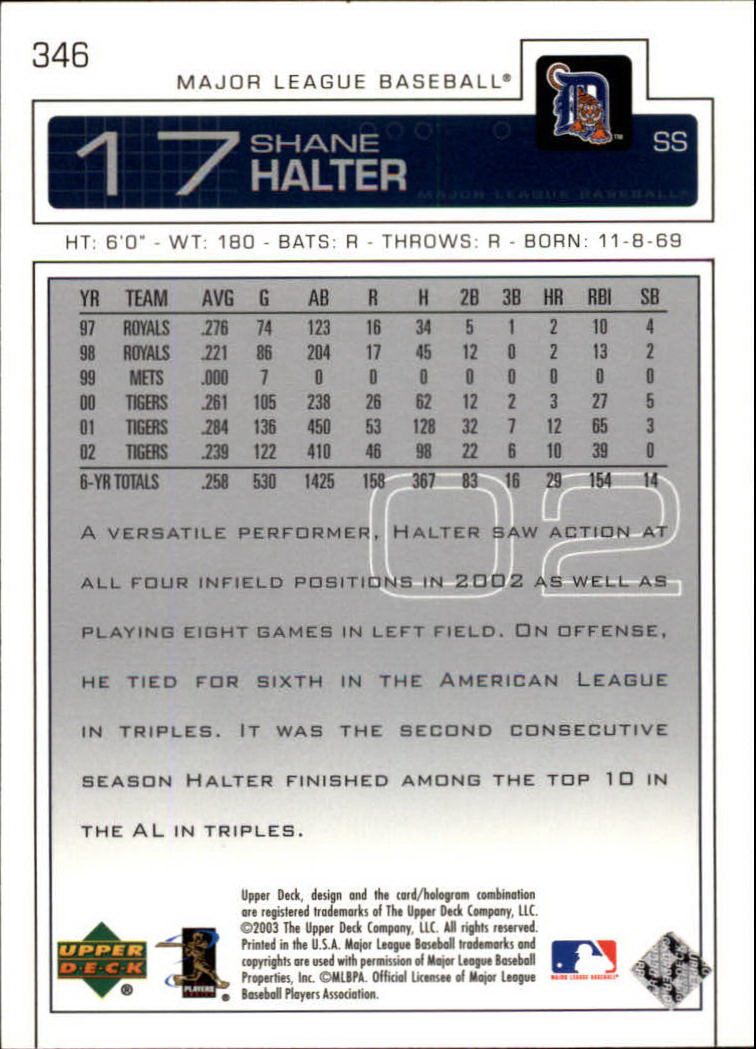 346
MAJOR LEAGUE BASEBALL®
17 SHANE HALTER
SS
MAJOR LEAGUE BASEBALL®
HT: 6'0" - WT: 180 - BATS: R - THROWS: R - BORN: 11-8-69
YR TEAM AVG G AB R H 2B 3B HR RBI SB
97 ROYALS .276 74 123 16 34 5 1 2 10 4
98 ROYALS .221 86 204 17 45 12 0 2 13 2
99 METS .000 7 0 0 0 0 0 0 0 0
00 TIGERS .261 105 238 26 62 12 2 3 27 5
01 TIGERS .284 136 450 53 128 32 7 12 65 3
02 TIGERS .239 122 410 46 98 22 6 10 39 0
6-YR TOTALS .258 530 1425 158 367 83 16 29 154 14
02
A VERSATILE PERFORMER, HALTER SAW ACTION AT
ALL FOUR INFIELD POSITIONS IN 2002 AS WELL AS
PLAYING EIGHT GAMES IN LEFT FIELD. ON OFFENSE,
HE TIED FOR SIXTH IN THE AMERICAN LEAGUE
IN TRIPLES. IT WAS THE SECOND CONSECUTIVE
SEASON HALTER FINISHED AMONG THE TOP 10 IN
THE AL IN TRIPLES.
Upper Deck, design and the card/hologram combination
are registered trademarks of The Upper Deck Company, LLC.
©2003 The Upper Deck Company, LLC. All rights reserved.
Printed in the U.S.A. Major League Baseball trademarks and
copyrights are used with permission of Major League Baseball
Properties, Inc. ©MLBPA. Official Licensee of Major League
Baseball Players Association.
UPPER
D·E·C·K
®
PLAYERS
®
MAJOR LEAGUE BASEBALL